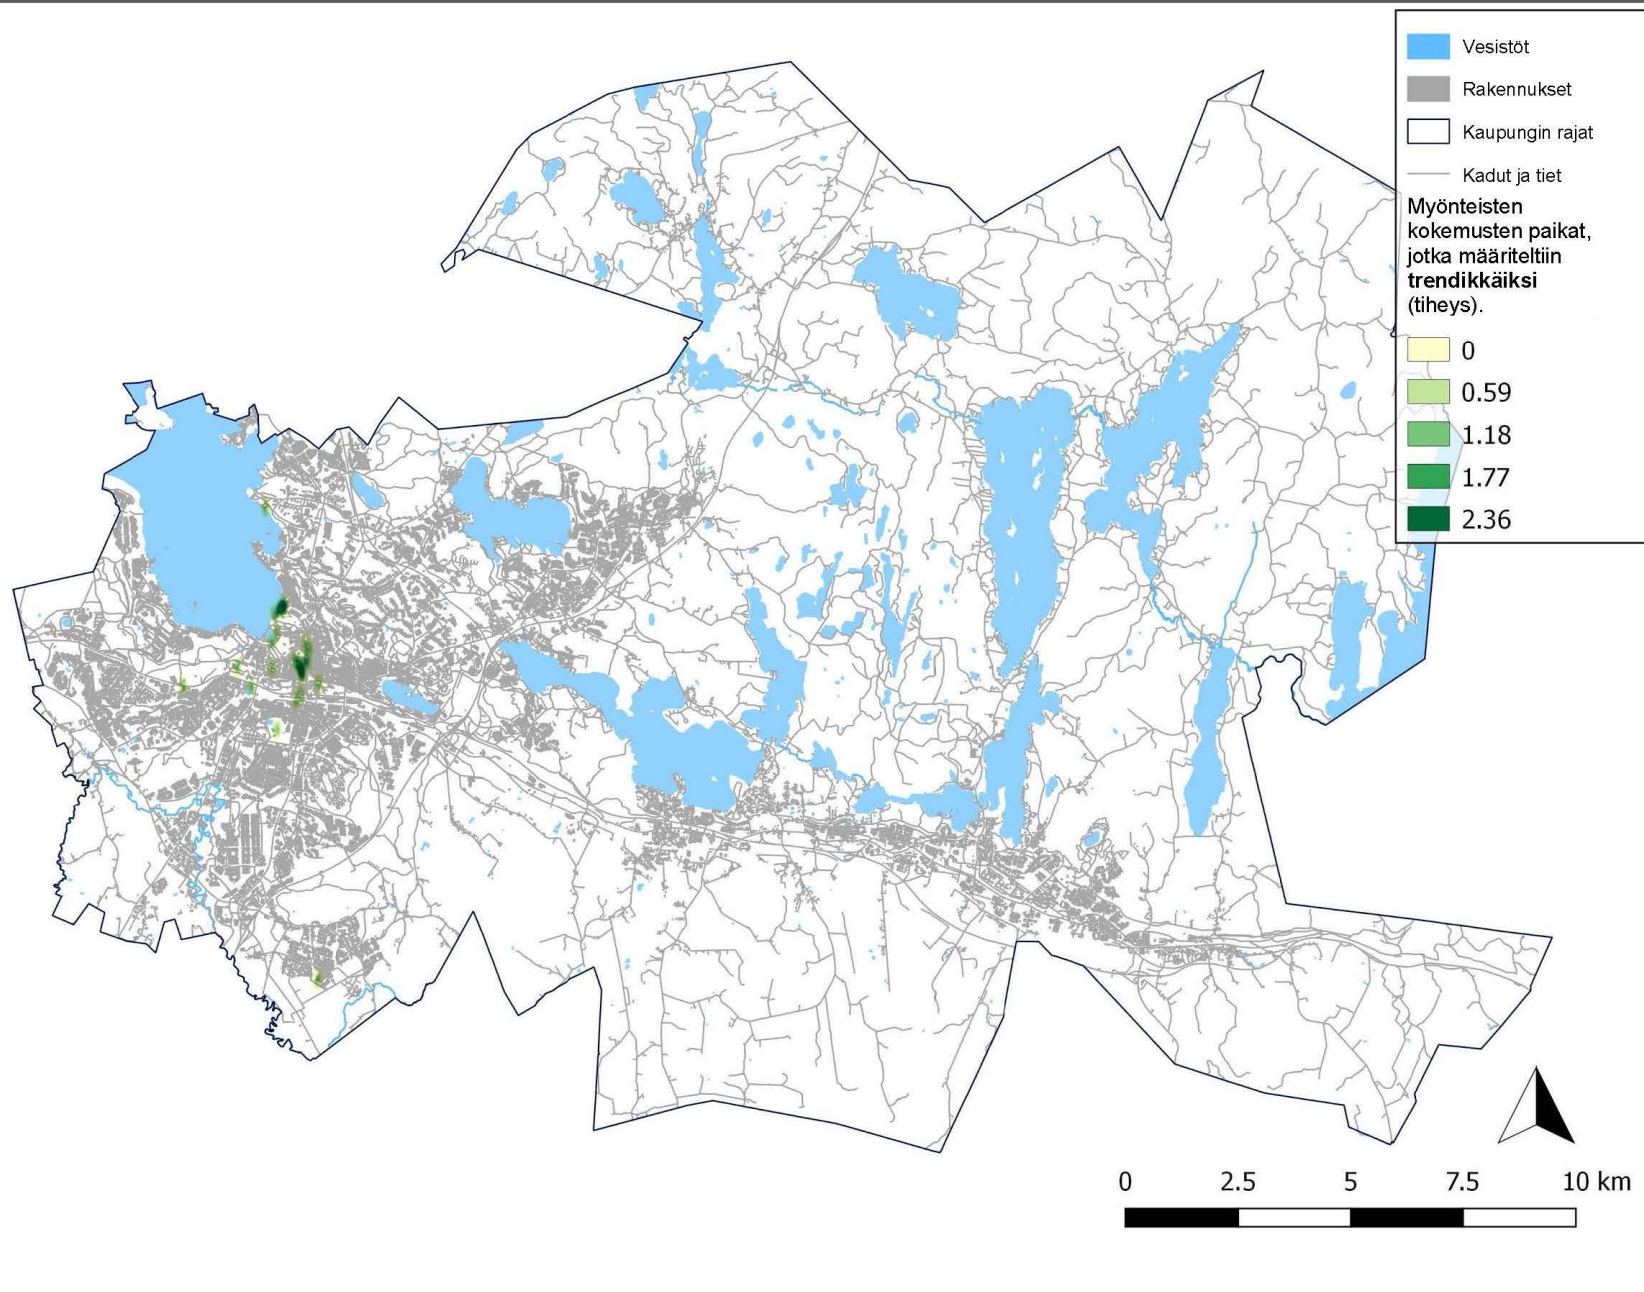 Vesistöt
Rakennukset
Kaupungin rajat
Kadut ja tiet
Myönteisten
kokemusten paikat,
jotka määriteltiin
trendikkäiksi
(tiheys).
0
0.59
1.18
1.77
2.36
0 2.5 5 7.5 10 km